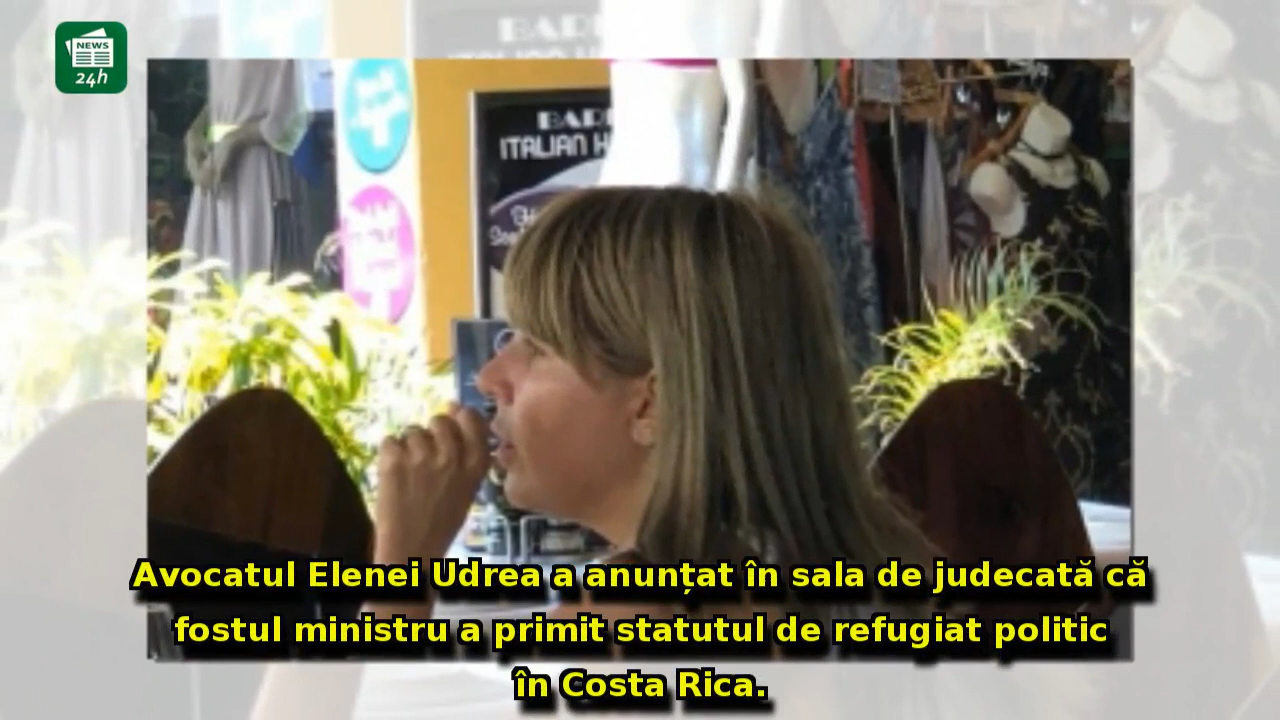 NEWS
24h
ITALIAN
Avocatul Elenei Udrea a anunțat în sala de judecată că
fostul ministru a primit statutul de refugiat politic
în Costa Rica.